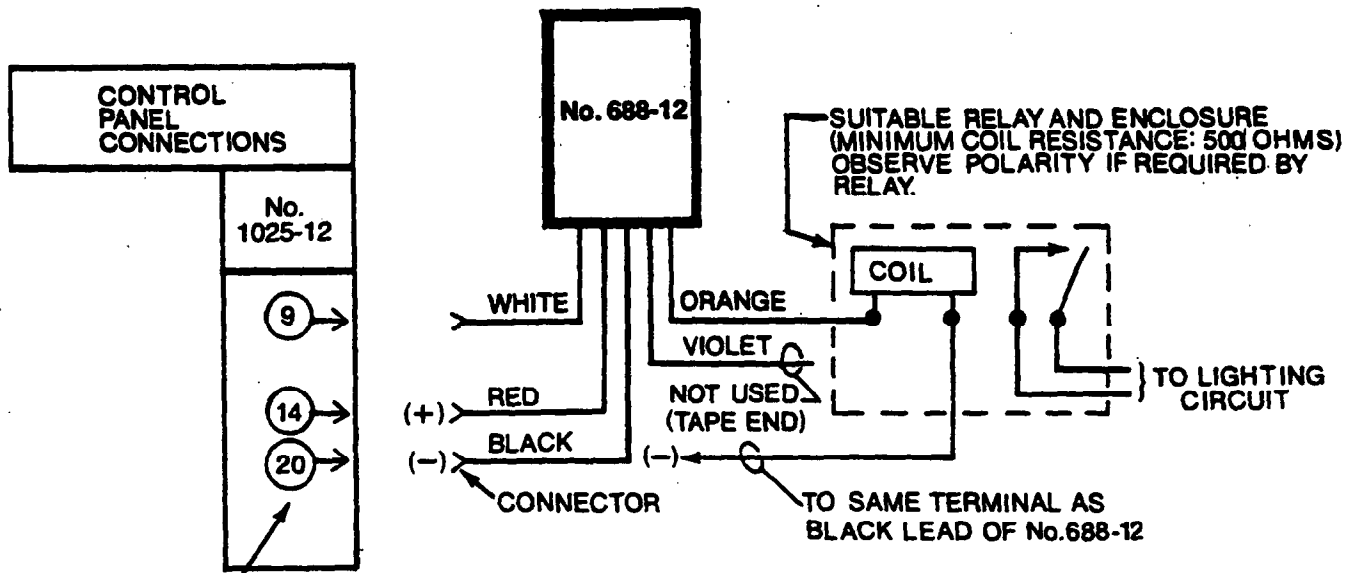 CONTROL
PANEL
CONNECTIONS
No.
1025-12
9
14
20
No. 688-12
WHITE
RED
BLACK
(+)
(−)
CONNECTOR
ORANGE
VIOLET
NOT USED
(TAPE END)
(−)
SUITABLE RELAY AND ENCLOSURE
(MINIMUM COIL RESISTANCE: 500 OHMS)
OBSERVE POLARITY IF REQUIRED BY
RELAY.
COIL
TO LIGHTING
CIRCUIT
TO SAME TERMINAL AS
BLACK LEAD OF No.688-12